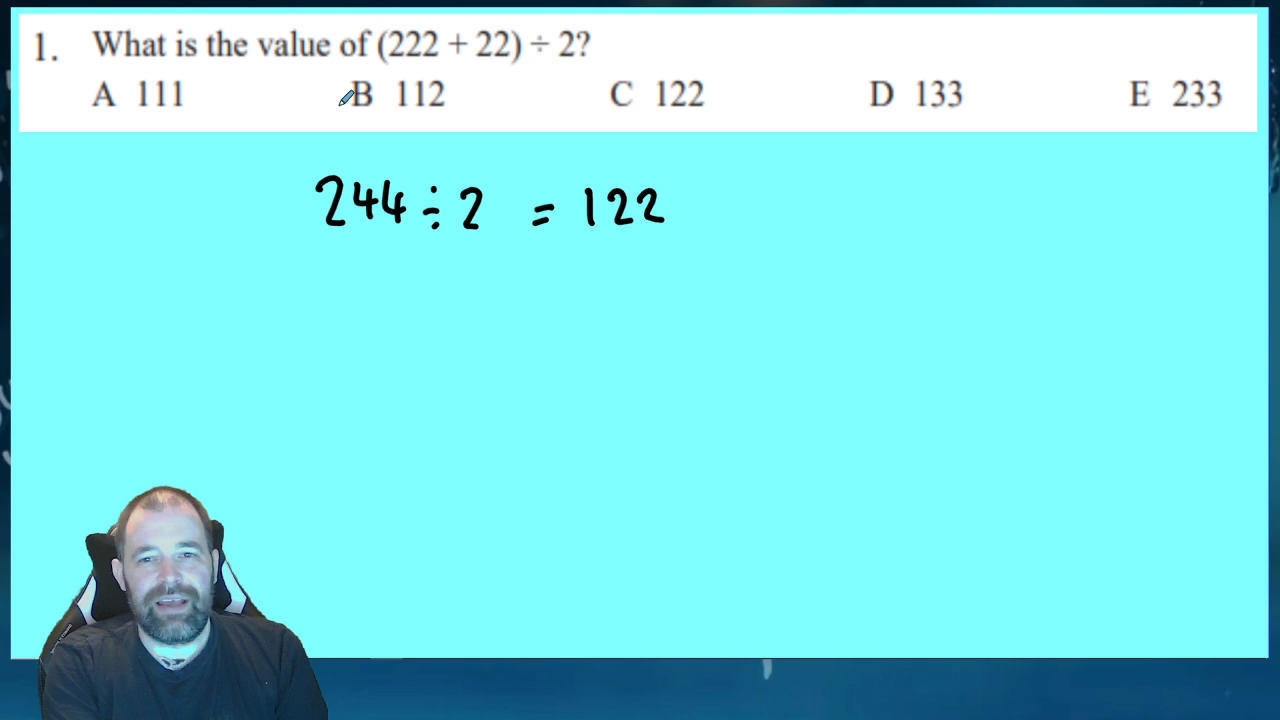 1. What is the value of (222 + 22) ÷ 2?
A 111 B 112 C 122 D 133 E 233
244 ÷ 2 = 122